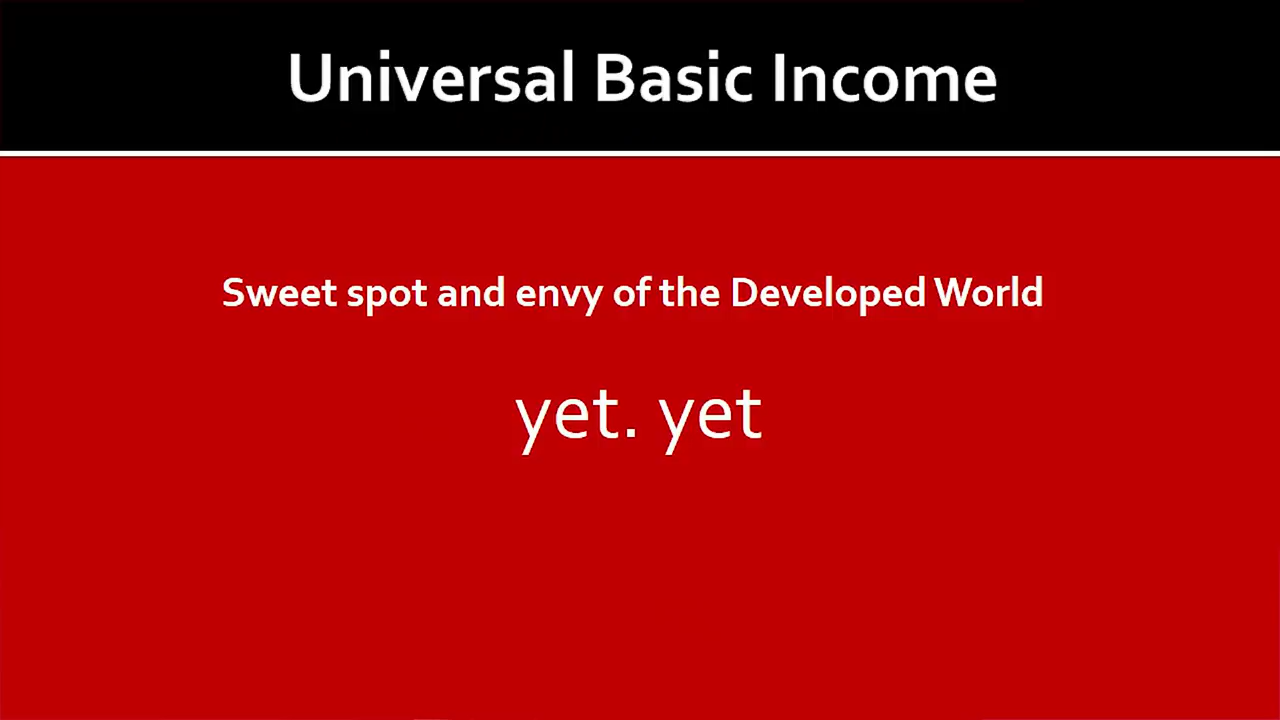 Universal Basic Income
Sweet spot and envy of the Developed World
yet. yet